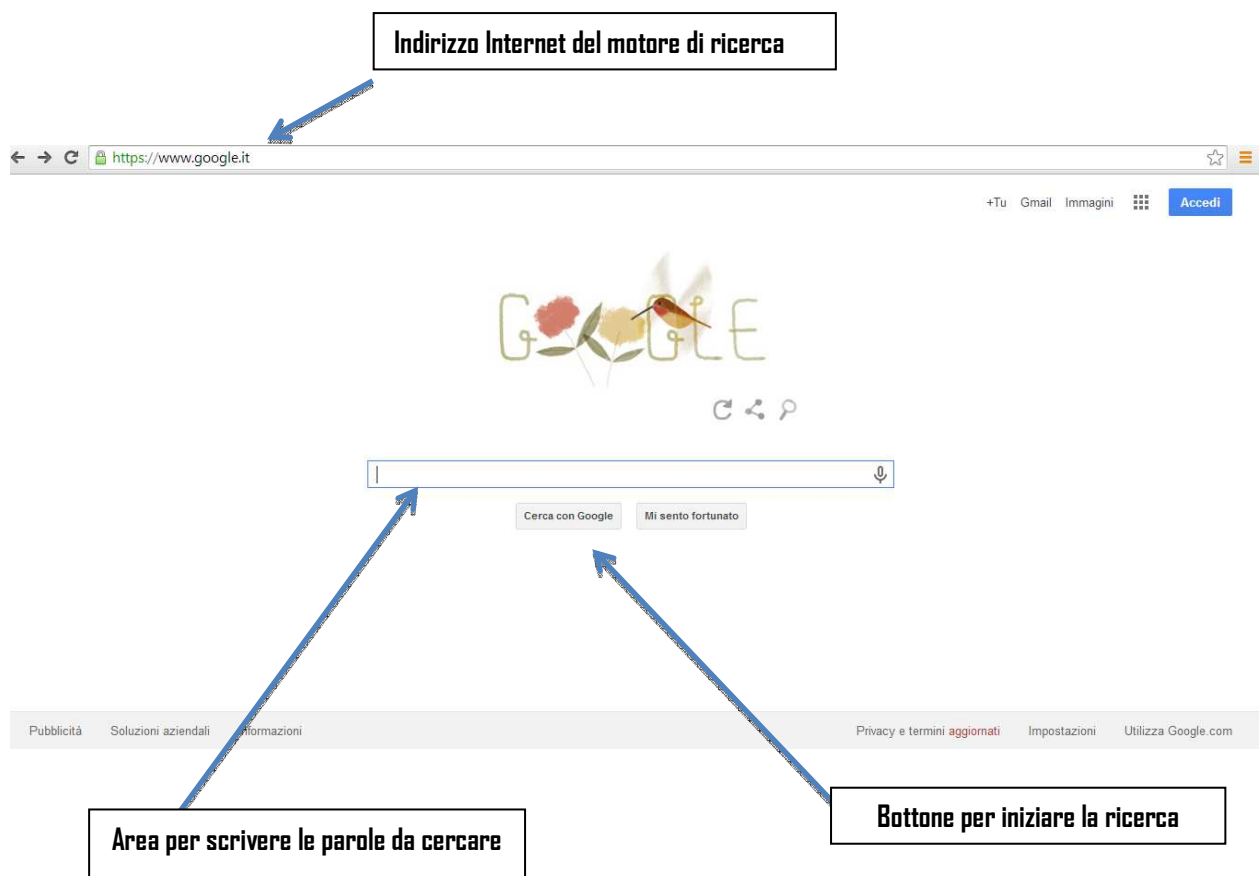 Indirizzo Internet del motore di ricerca
https://www.google.it
+Tu Gmail Immagini Accedi
GOOGLE
Cerca con Google Mi sento fortunato
Pubblicità Soluzioni aziendali Informazioni Privacy e termini aggiornati Impostazioni Utilizza Google.com
Bottone per iniziare la ricerca
Area per scrivere le parole da cercare